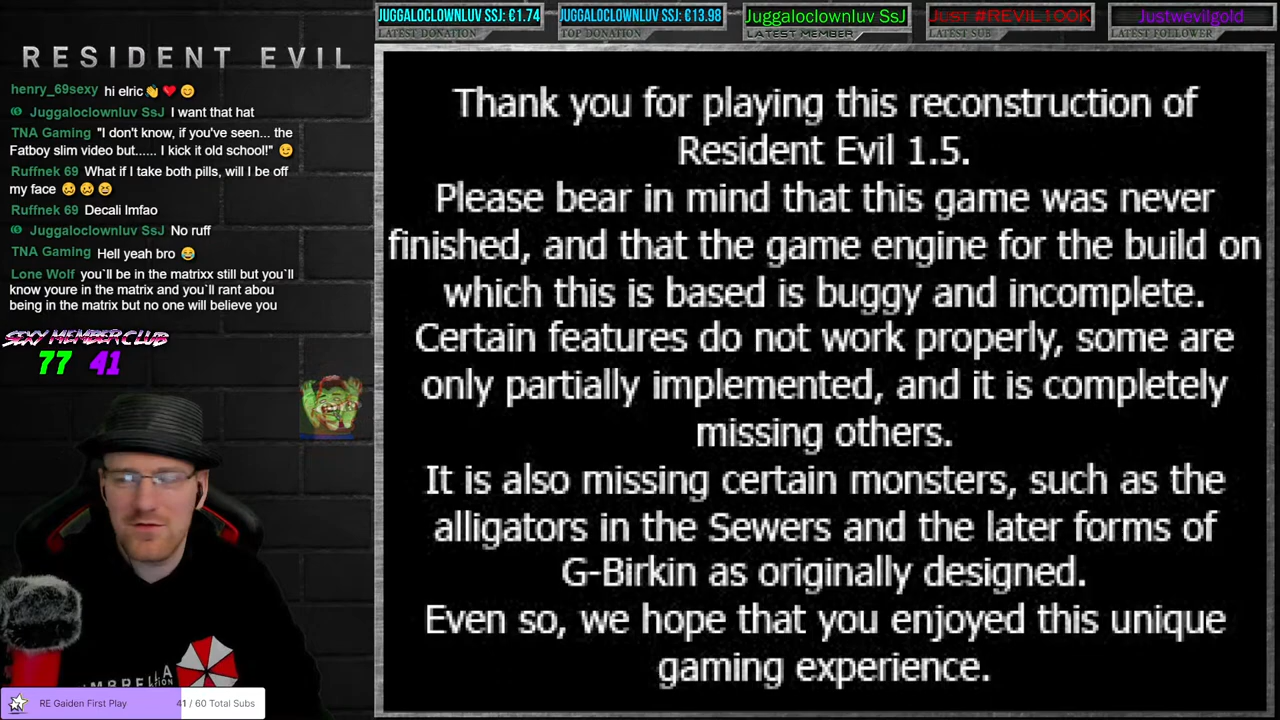 JUGGALOCLOWNLUV SSJ: €1.74
LATEST DONATION
JUGGALOCLOWNLUV SSJ: €13.98
TOP DONATION
Juggaloclownluv SsJ
LATEST MEMBER
Just #REVIL100K
LATEST SUB
Justwevilgold
LATEST FOLLOWER
RESIDENT EVIL
henry_69sexy hi elric👋❤️😊
Juggaloclownluv SsJ I want that hat
TNA Gaming "I don't know, if you've seen... the
Fatboy slim video but...... I kick it old school!" 😉
Ruffnek 69 What if I take both pills, will I be off
my face 😆😆😆
Ruffnek 69 Decali lmfao
Juggaloclownluv SsJ No ruff
TNA Gaming Hell yeah bro 😂
Lone Wolf you`ll be in the matrixx still but you`ll
know youre in the matrix and you`ll rant abou
being in the matrix but no one will believe you
SEXY MEMBER CLUB
77 41
Thank you for playing this reconstruction of
Resident Evil 1.5.
Please bear in mind that this game was never
finished, and that the game engine for the build on
which this is based is buggy and incomplete.
Certain features do not work properly, some are
only partially implemented, and it is completely
missing others.
It is also missing certain monsters, such as the
alligators in the Sewers and the later forms of
G-Birkin as originally designed.
Even so, we hope that you enjoyed this unique
gaming experience.
RE Gaiden First Play 41 / 60 Total Subs